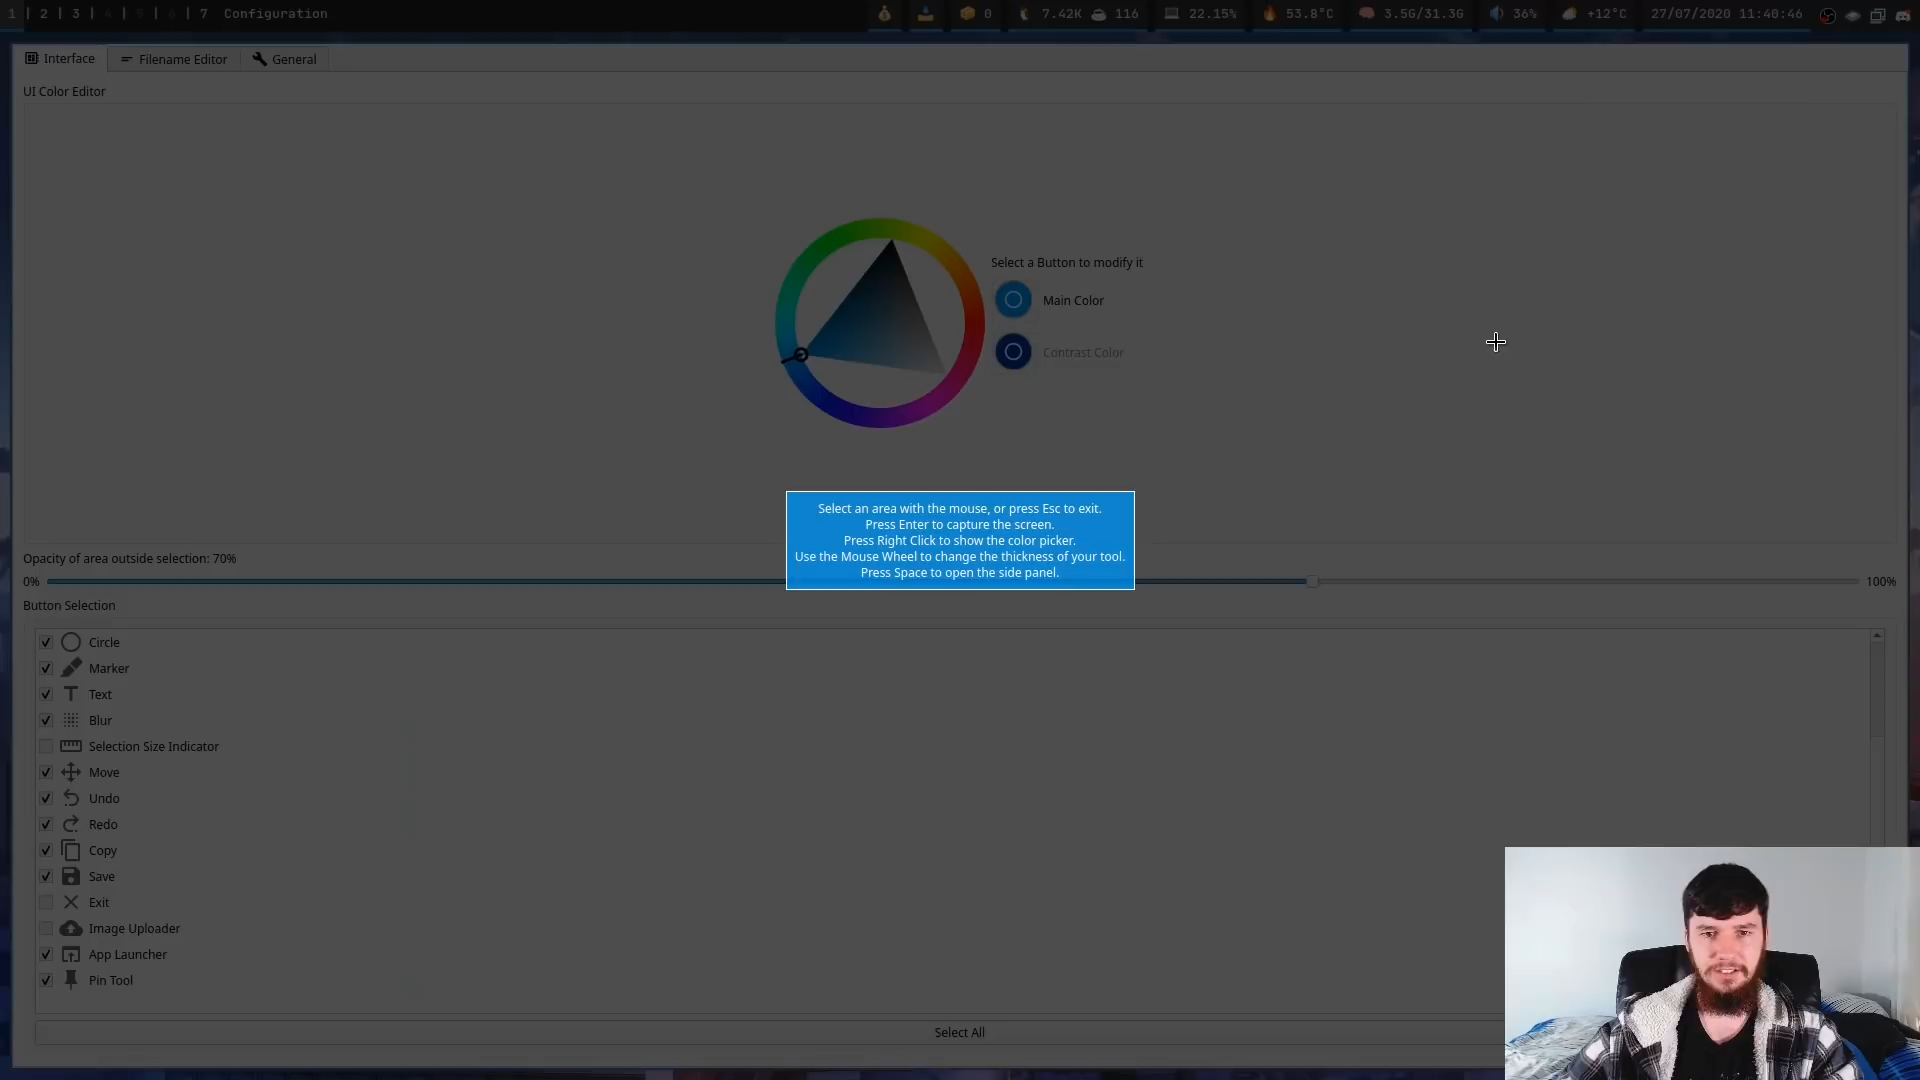 1 | 2 | 3 | 4 | 5 | 6 | 7 Configuration
0 7.42K 116 22.15% 53.8°C 3.5G/31.3G 36% +12°C 27/07/2020 11:40:46
Interface Filename Editor General
UI Color Editor
Select a Button to modify it
Main Color
Contrast Color
Select an area with the mouse, or press Esc to exit.
Press Enter to capture the screen.
Press Right Click to show the color picker.
Use the Mouse Wheel to change the thickness of your tool.
Press Space to open the side panel.
Opacity of area outside selection: 70%
0% 100%
Button Selection
Circle
Marker
Text
Blur
Selection Size Indicator
Move
Undo
Redo
Copy
Save
Exit
Image Uploader
App Launcher
Pin Tool
Select All